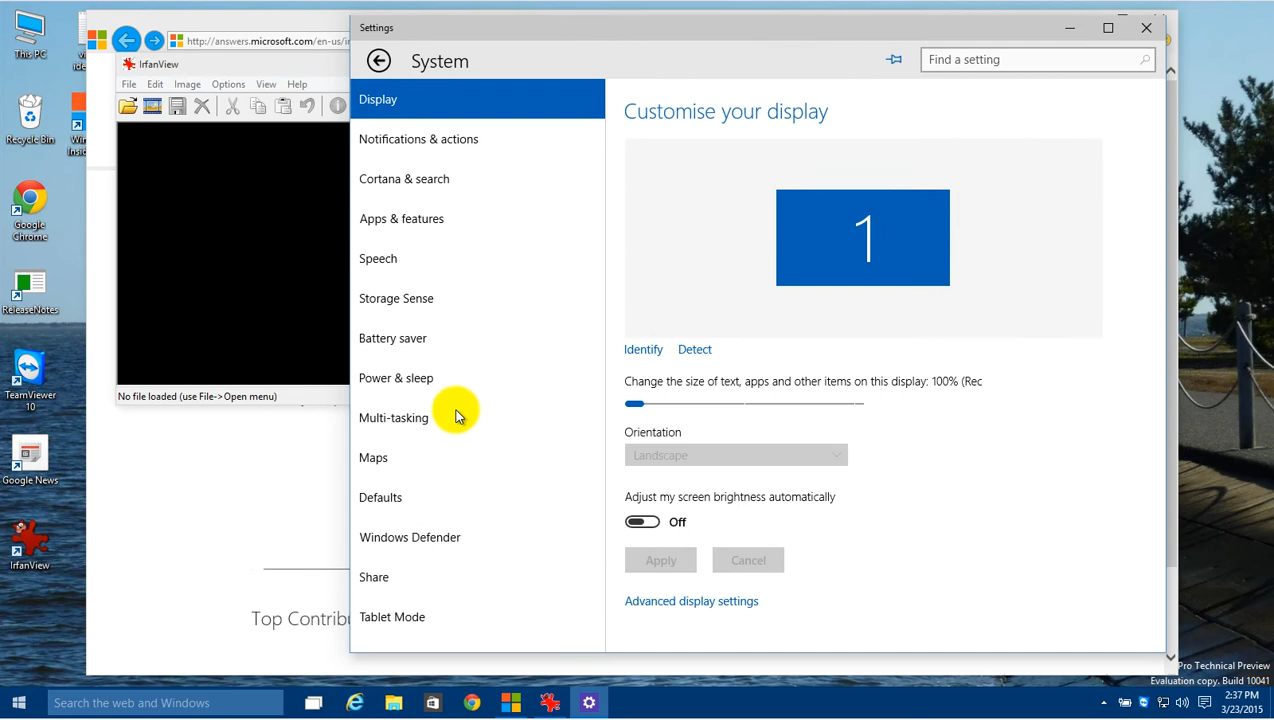 This PC
Recycle Bin
Google
Chrome
ReleaseNotes
TeamViewer
10
Google News
IrfanView
http://answers.microsoft.com/en-us/i
IrfanView
File Edit Image Options View Help
No file loaded (use File->Open menu)
Top Contribu
Settings
System
Find a setting
Display
Notifications & actions
Cortana & search
Apps & features
Speech
Storage Sense
Battery saver
Power & sleep
Multi-tasking
Maps
Defaults
Windows Defender
Share
Tablet Mode
Customise your display
1
Identify Detect
Change the size of text, apps and other items on this display: 100% (Rec
Orientation
Landscape
Adjust my screen brightness automatically
Off
Apply Cancel
Advanced display settings
Pro Technical Preview
Evaluation copy. Build 10041
Search the web and Windows
2:37 PM
3/23/2015